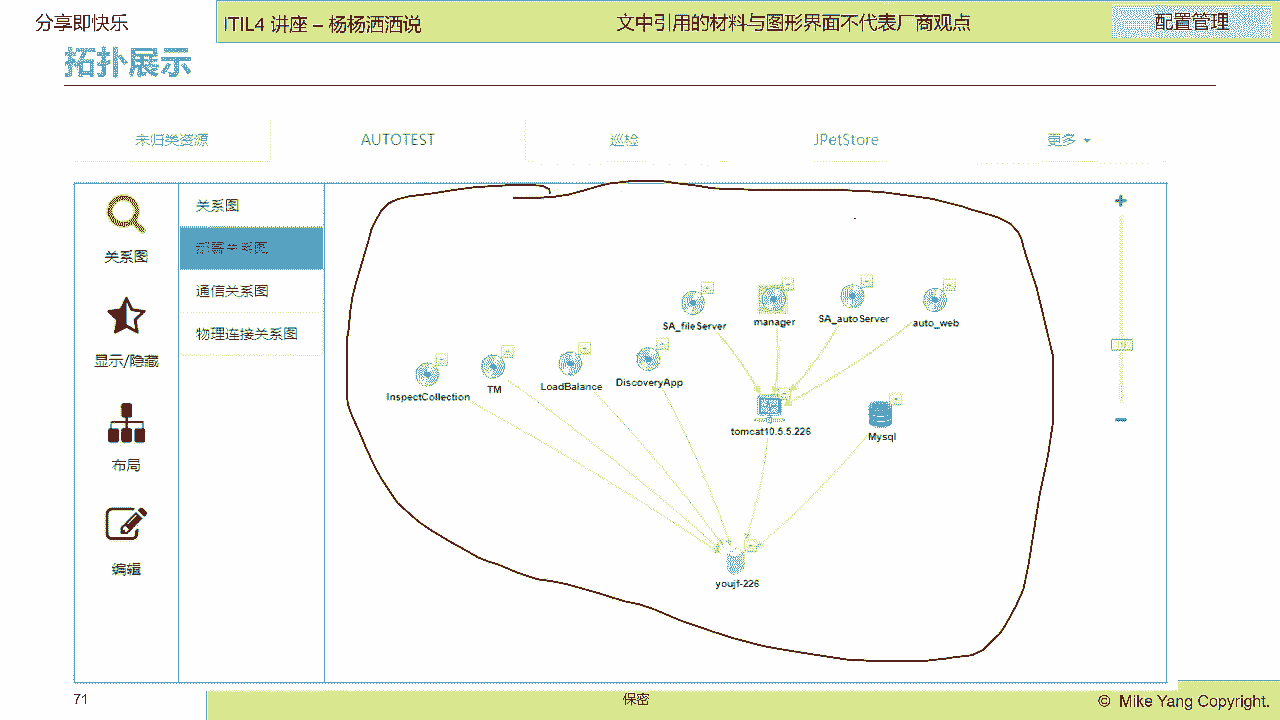 分享即快乐
ITIL4 讲座 – 杨杨洒洒说
文中引用的材料与图形界面不代表厂商观点
配置管理
拓扑展示
未归类资源
AUTOTEST
巡检
JPetStore
更多
关系图
显示/隐藏
布局
编辑
关系图
部署关系图
通信关系图
物理连接关系图
SA_fileServer
manager
SA_autoServer
auto_web
InspectCollection
TM
LoadBalance
DiscoveryApp
tomcat10.5.5.226
Mysql
youjf-226
71
保密
© Mike Yang Copyright.